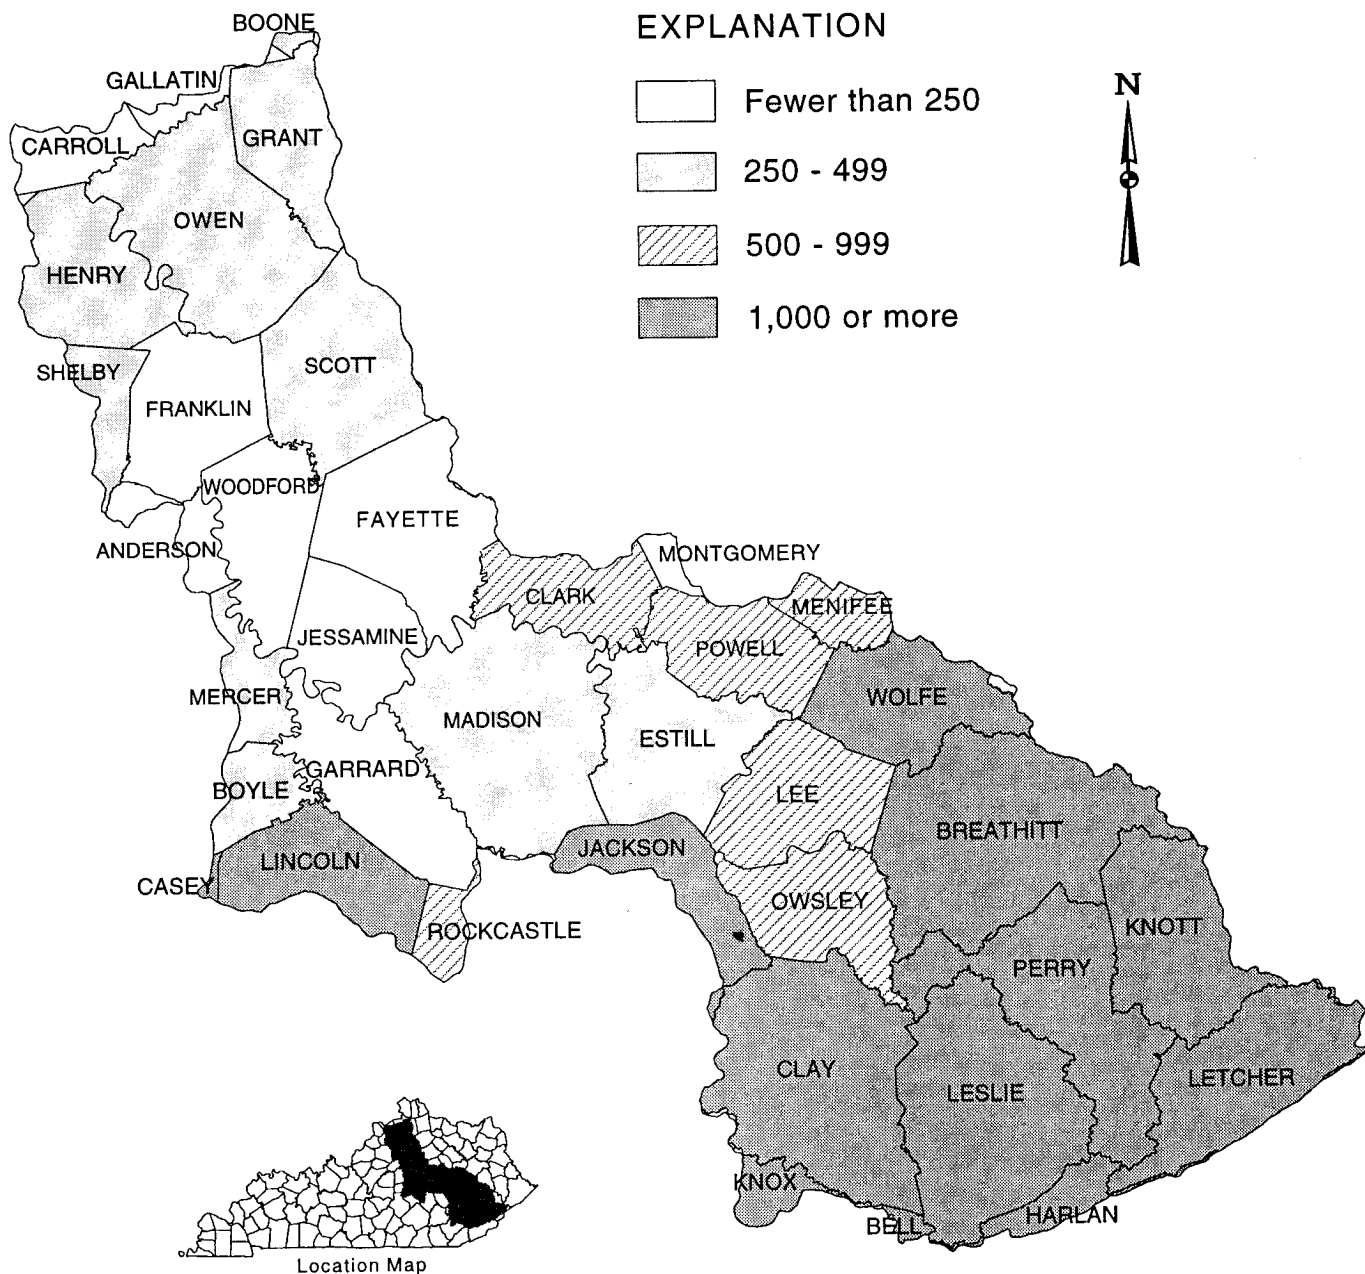 BOONE
EXPLANATION
GALLATIN
N
Fewer than 250
CARROLL
GRANT
250 - 499
OWEN
500 - 999
HENRY
1,000 or more
SCOTT
SHELBY
FRANKLIN
WOODFORD
FAYETTE
ANDERSON
MONTGOMERY
CLARK
MENIFEE
JESSAMINE
POWELL
MERCER
WOLFE
MADISON
ESTILL
GARRARD
BOYLE
LEE
BREATHITT
JACKSON
LINCOLN
CASEY
OWSLEY
ROCKCASTLE
KNOTT
PERRY
CLAY
LETCHER
LESLIE
KNOX
HARLAN
BELL
Location Map